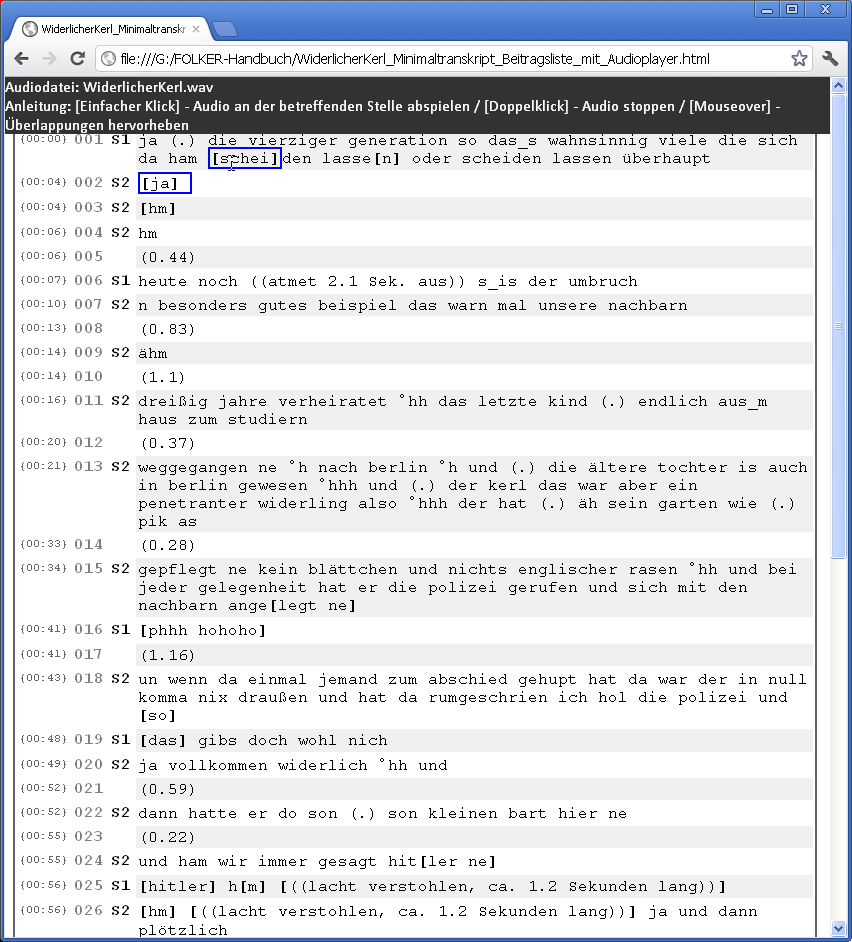 WiderlicherKerl_Minimaltranskr
file:///G:/FOLKER-Handbuch/WiderlicherKerl_Minimaltranskript_Beitragsliste_mit_Audioplayer.html
Audiodatei: WiderlicherKerl.wav
Anleitung: [Einfacher Klick] - Audio an der betreffenden Stelle abspielen / [Doppelklick] - Audio stoppen / [Mouseover] -
Überlappungen hervorheben
{00:00} 001 S1 ja (.) die vierziger generation so das_s wahnsinnig viele die sich
da ham [schei]den lasse[n] oder scheiden lassen überhaupt
{00:04} 002 S2 [ja]
{00:04} 003 S2 [hm]
{00:06} 004 S2 hm
{00:06} 005 (0.44)
{00:07} 006 S1 heute noch ((atmet 2.1 Sek. aus)) s_is der umbruch
{00:10} 007 S2 n besonders gutes beispiel das warn mal unsere nachbarn
{00:13} 008 (0.83)
{00:14} 009 S2 ähm
{00:14} 010 (1.1)
{00:16} 011 S2 dreißig jahre verheiratet °hh das letzte kind (.) endlich aus_m
haus zum studiern
{00:20} 012 (0.37)
{00:21} 013 S2 weggegangen ne °h nach berlin °h und (.) die ältere tochter is auch
in berlin gewesen °hhh und (.) der kerl das war aber ein
penetranter widerling also °hhh der hat (.) äh sein garten wie (.)
pik as
{00:33} 014 (0.28)
{00:34} 015 S2 gepflegt ne kein blättchen und nichts englischer rasen °hh und bei
jeder gelegenheit hat er die polizei gerufen und sich mit den
nachbarn ange[legt ne]
{00:41} 016 S1 [phhh hohoho]
{00:41} 017 (1.16)
{00:43} 018 S2 un wenn da einmal jemand zum abschied gehupt hat da war der in null
komma nix draußen und hat da rumgeschrien ich hol die polizei und
[so]
{00:48} 019 S1 [das] gibs doch wohl nich
{00:49} 020 S2 ja vollkommen widerlich °hh und
{00:52} 021 (0.59)
{00:52} 022 S2 dann hatte er do son (.) son kleinen bart hier ne
{00:55} 023 (0.22)
{00:55} 024 S2 und ham wir immer gesagt hit[ler ne]
{00:56} 025 S1 [hitler] h[m] [((lacht verstohlen, ca. 1.2 Sekunden lang))]
{00:56} 026 S2 [hm] [((lacht verstohlen, ca. 1.2 Sekunden lang))] ja und dann
plötzlich